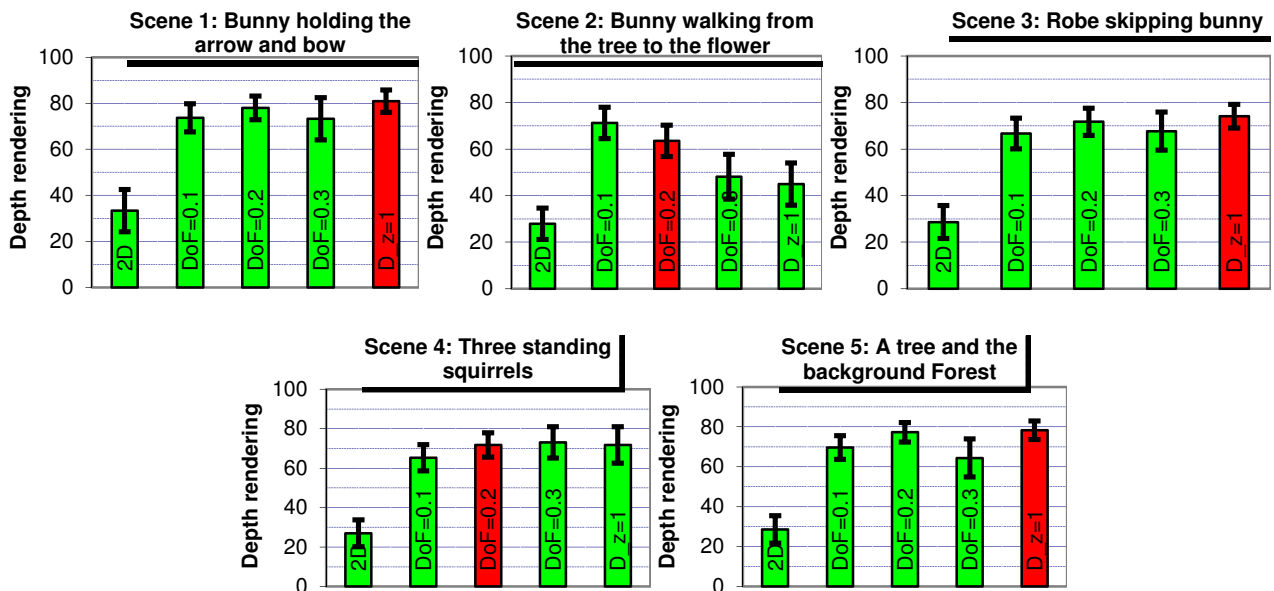 Scene 1: Bunny holding the
arrow and bow
Depth rendering
100
80
60
40
20
0
2D
DoF=0.1
DoF=0.2
DoF=0.3
D_z=1
Scene 2: Bunny walking from
the tree to the flower
Depth rendering
100
80
60
40
20
0
2D
DoF=0.1
DoF=0.2
DoF=0.3
D_z=1
Scene 3: Robe skipping bunny
Depth rendering
100
80
60
40
20
0
2D
DoF=0.1
DoF=0.2
DoF=0.3
D_z=1
Scene 4: Three standing
squirrels
Depth rendering
100
80
60
40
20
0
2D
DoF=0.1
DoF=0.2
DoF=0.3
D_z=1
Scene 5: A tree and the
background Forest
Depth rendering
100
80
60
40
20
0
2D
DoF=0.1
DoF=0.2
DoF=0.3
D_z=1